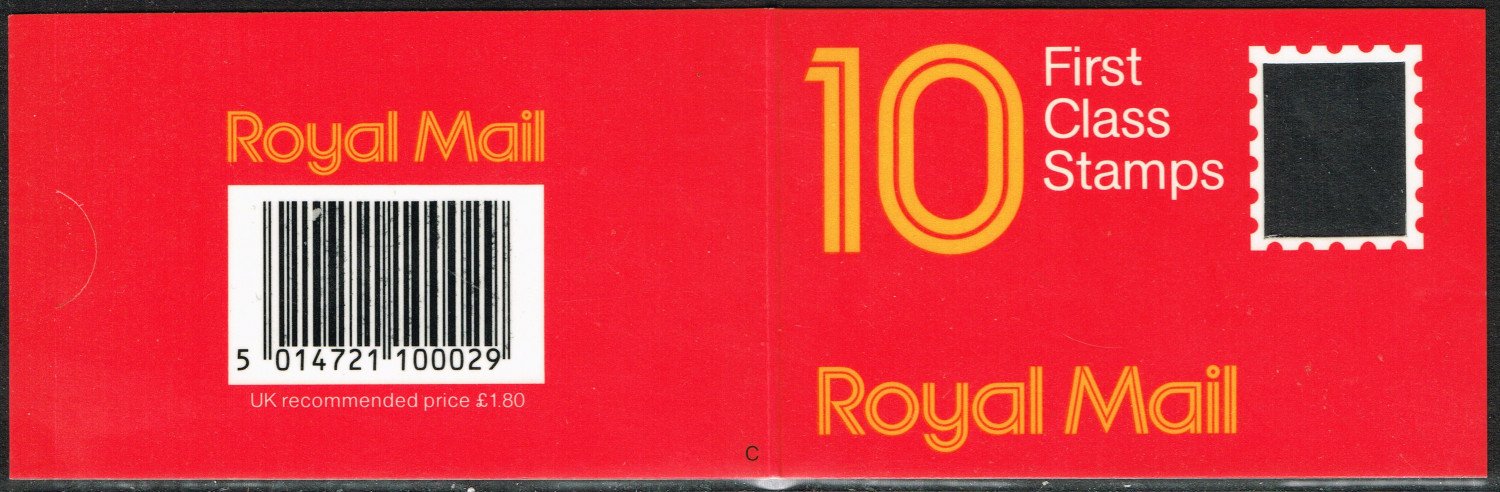 Royal Mail
5 014721 100029
UK recommended price £1.80
C
10
First
Class
Stamps
Royal Mail